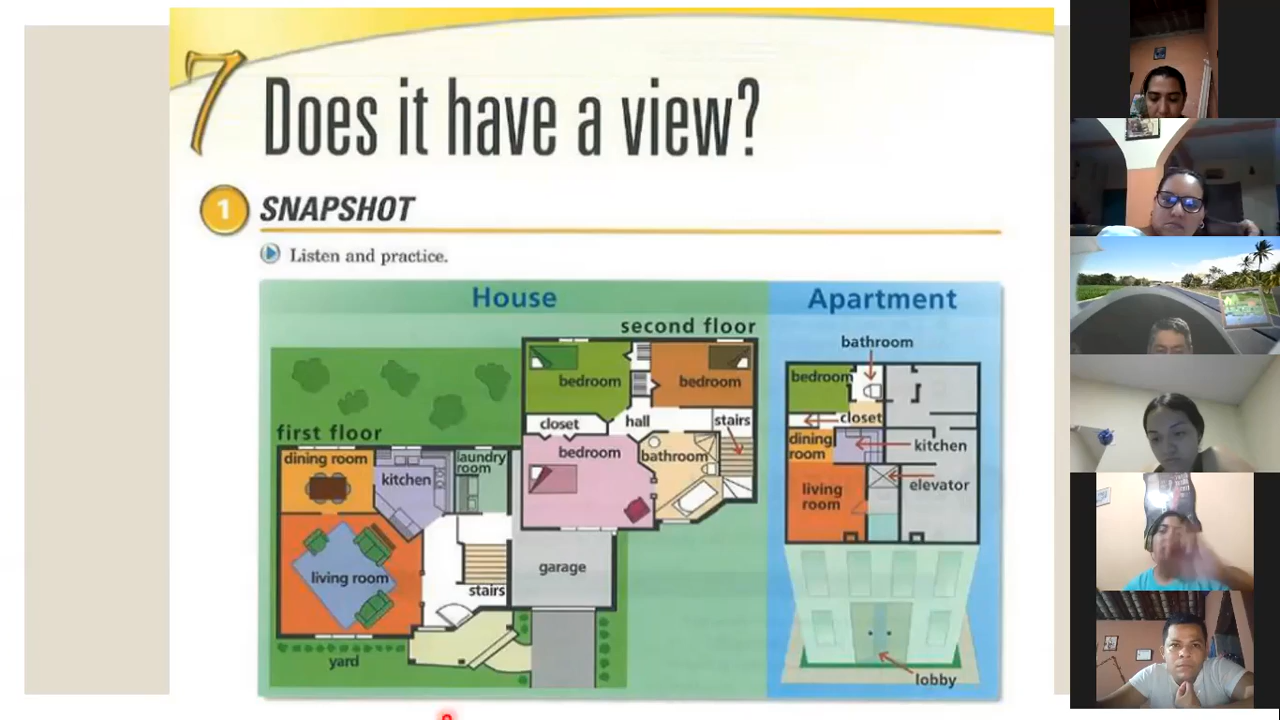 7 Does it have a view?
1 SNAPSHOT
Listen and practice.
House
second floor
bedroom
bedroom
closet
hall
stairs
bedroom
bathroom
first floor
dining room
kitchen
laundry
room
living room
stairs
garage
yard
Apartment
bathroom
bedroom
closet
dining
room
kitchen
living
room
elevator
lobby